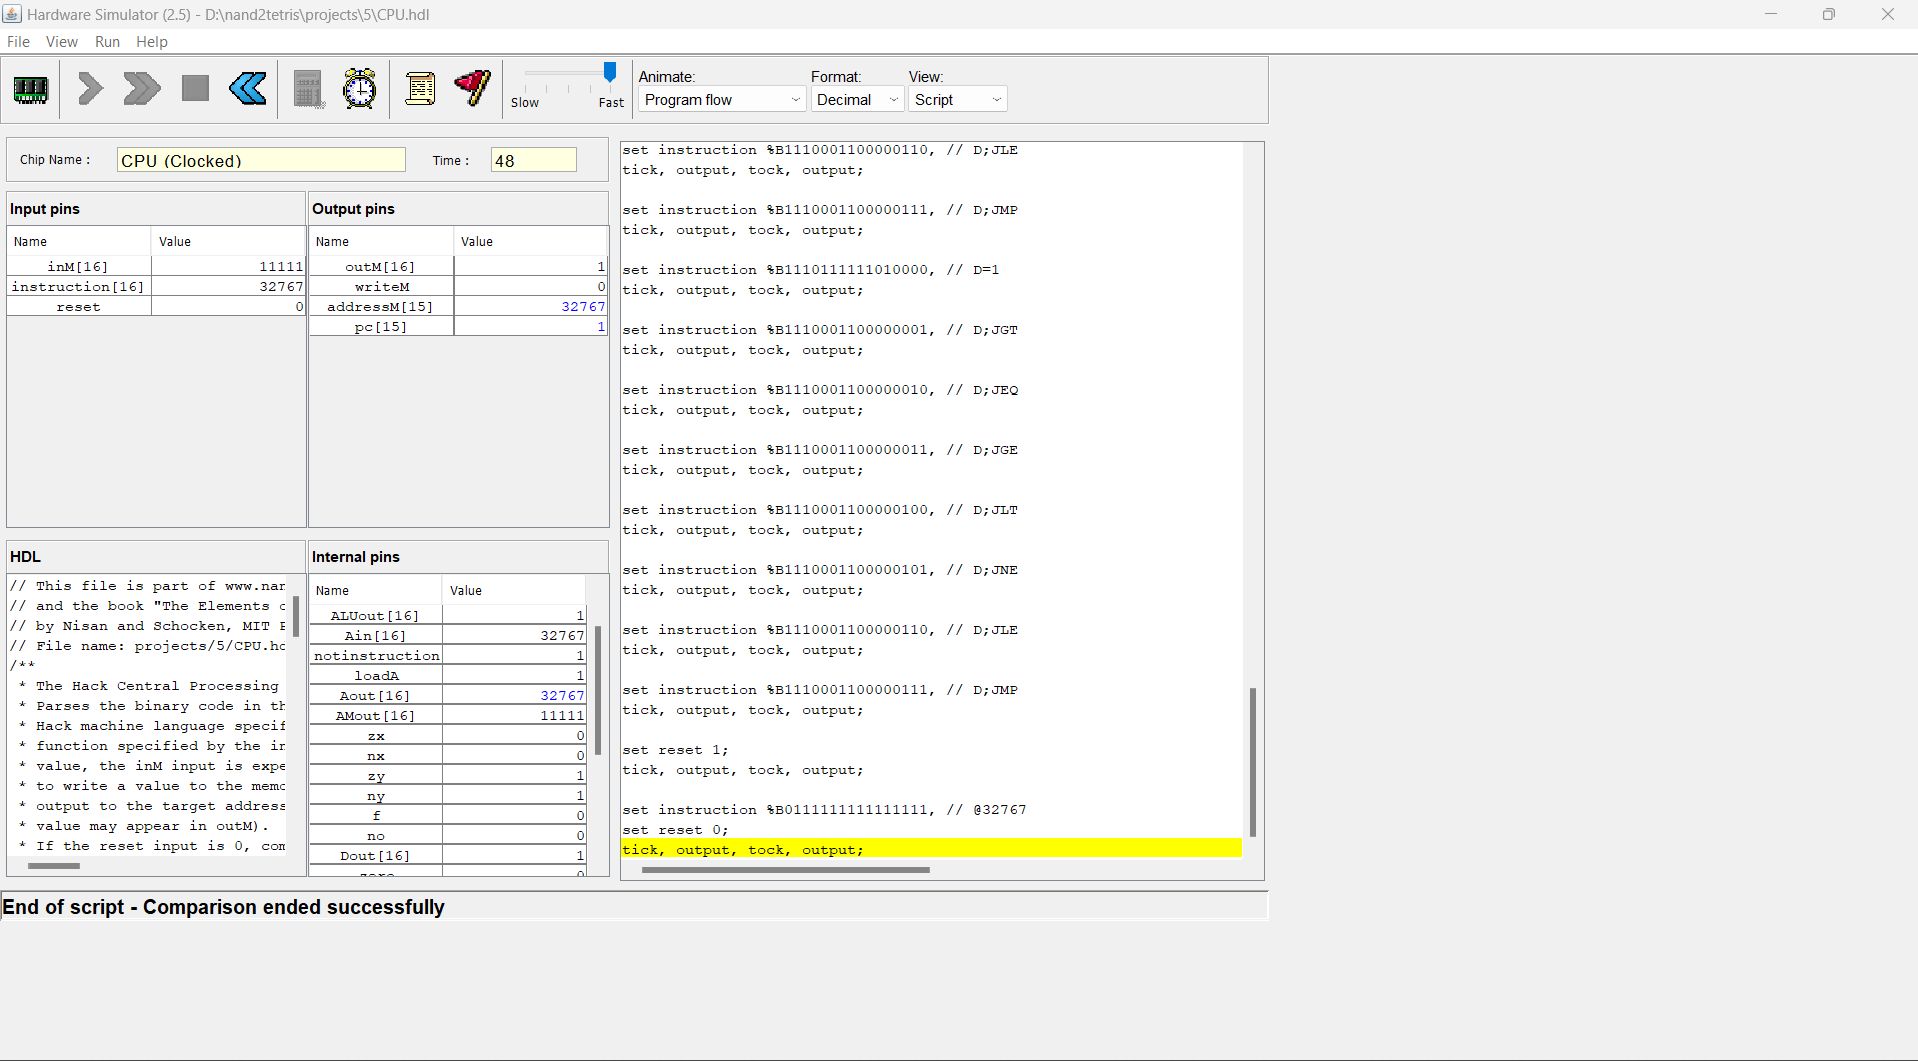 Hardware Simulator (2.5) - D:\nand2tetris\projects\5\CPU.hdl
File View Run Help
Slow Fast
Animate: Format: View:
Program flow Decimal Script
Chip Name : CPU (Clocked) Time : 48
Input pins
Name Value
inM[16] 11111
instruction[16] 32767
reset 0
Output pins
Name Value
outM[16] 1
writeM 0
addressM[15] 32767
pc[15] 1
HDL
// This file is part of www.nan
// and the book "The Elements o
// by Nisan and Schocken, MIT P
// File name: projects/5/CPU.hd
/**
* The Hack Central Processing
* Parses the binary code in th
* Hack machine language specif
* function specified by the in
* value, the inM input is expe
* to write a value to the memo
* output to the target address
* value may appear in outM).
* If the reset input is 0, com
Internal pins
Name Value
ALUout[16] 1
Ain[16] 32767
notinstruction 1
loadA 1
Aout[16] 32767
AMout[16] 11111
zx 0
nx 0
zy 1
ny 1
f 0
no 0
Dout[16] 1
zero 0
set instruction %B1110001100000110, // D;JLE
tick, output, tock, output;
set instruction %B1110001100000111, // D;JMP
tick, output, tock, output;
set instruction %B1110111111010000, // D=1
tick, output, tock, output;
set instruction %B1110001100000001, // D;JGT
tick, output, tock, output;
set instruction %B1110001100000010, // D;JEQ
tick, output, tock, output;
set instruction %B1110001100000011, // D;JGE
tick, output, tock, output;
set instruction %B1110001100000100, // D;JLT
tick, output, tock, output;
set instruction %B1110001100000101, // D;JNE
tick, output, tock, output;
set instruction %B1110001100000110, // D;JLE
tick, output, tock, output;
set instruction %B1110001100000111, // D;JMP
tick, output, tock, output;
set reset 1;
tick, output, tock, output;
set instruction %B0111111111111111, // @32767
set reset 0;
tick, output, tock, output;
End of script - Comparison ended successfully